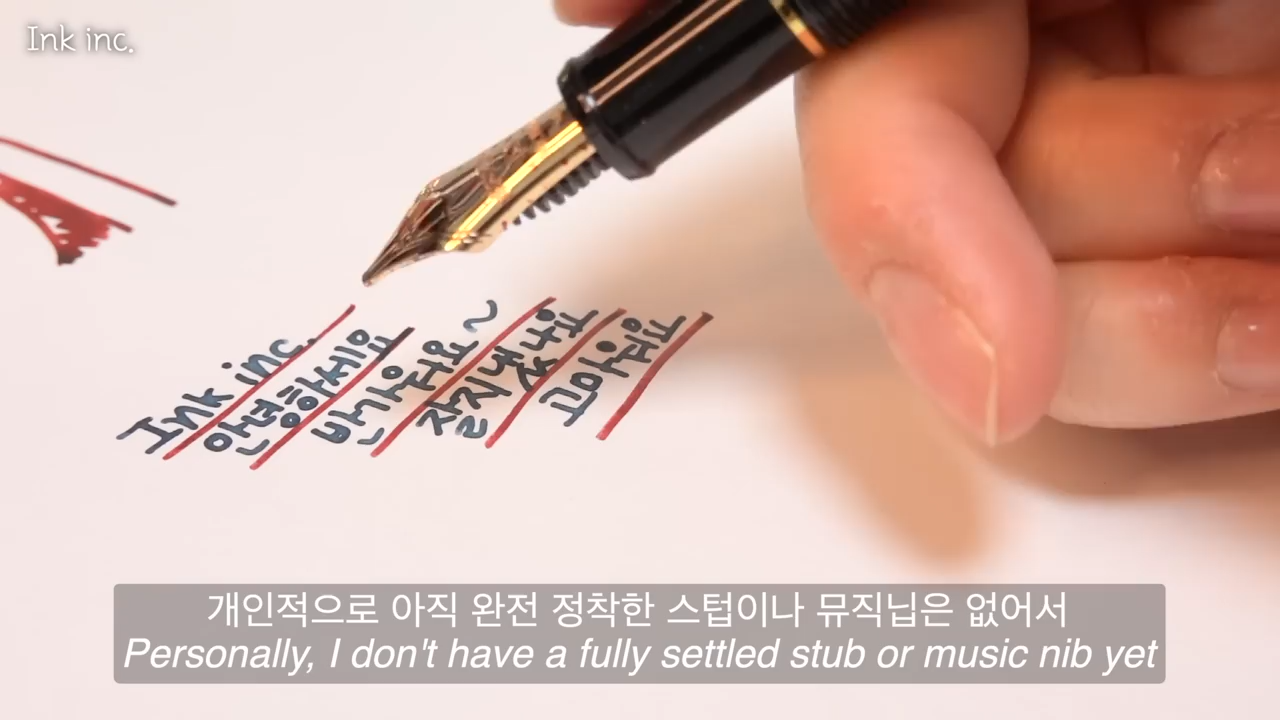 Ink inc.
Ink inc.
안녕하세요
반가워요~
잘지냈나요
고마워요
개인적으로 아직 완전 정착한 스텁이나 뮤직닙은 없어서
Personally, I don't have a fully settled stub or music nib yet